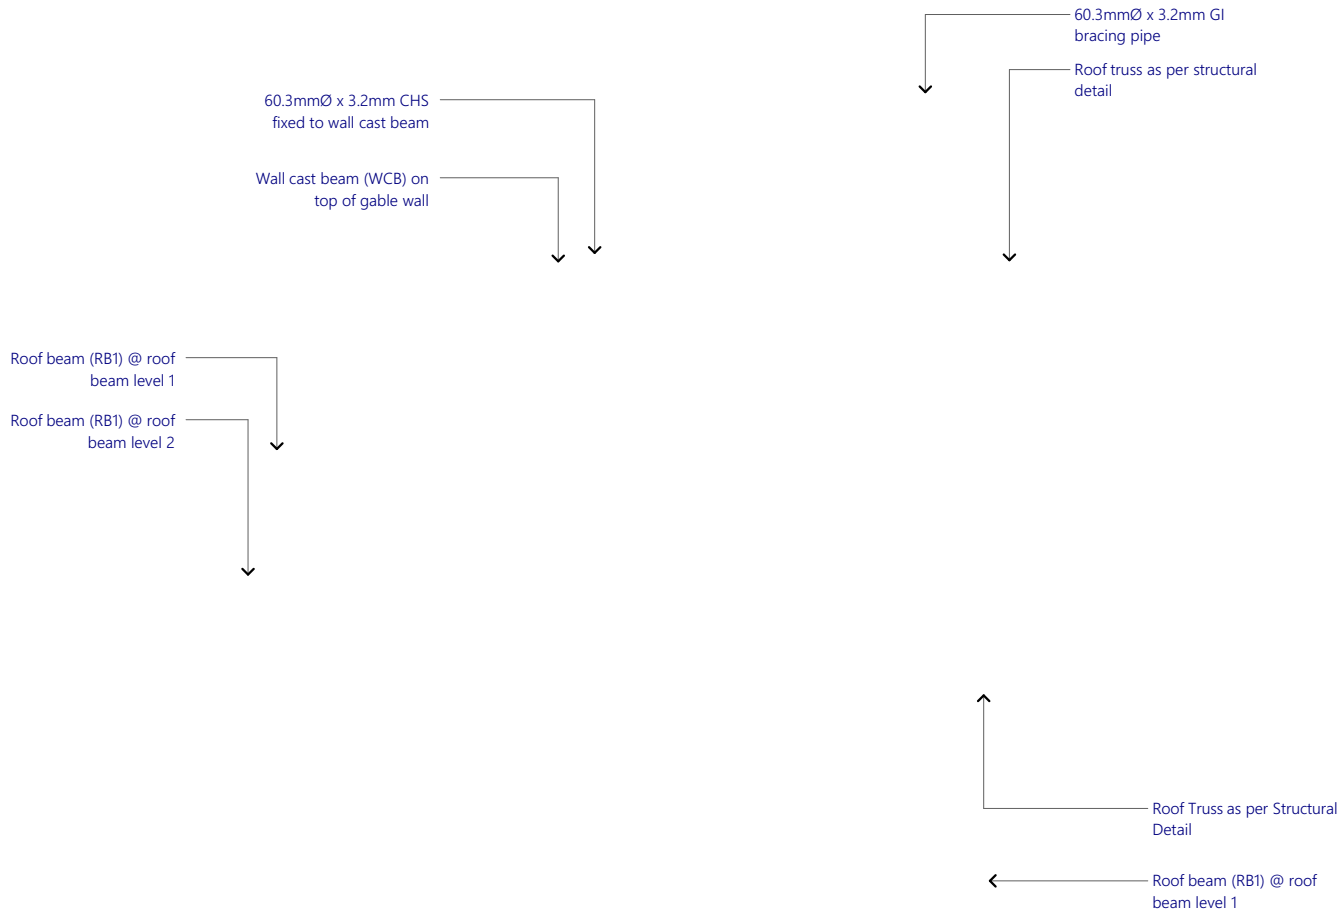 60.3mmØ x 3.2mm GI
bracing pipe
Roof truss as per structural
detail
60.3mmØ x 3.2mm CHS
fixed to wall cast beam
Wall cast beam (WCB) on
top of gable wall
Roof beam (RB1) @ roof
beam level 1
Roof beam (RB1) @ roof
beam level 2
Roof Truss as per Structural
Detail
Roof beam (RB1) @ roof
beam level 1